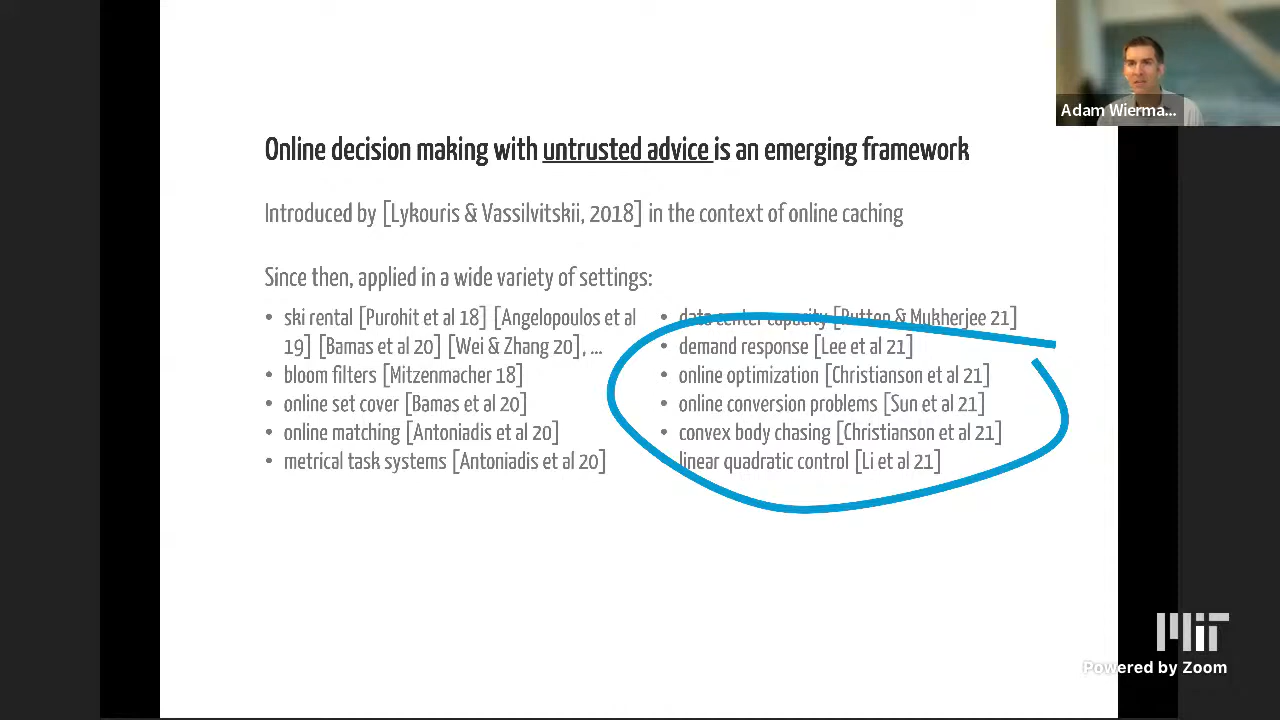 Adam Wierma...
Online decision making with untrusted advice is an emerging framework
Introduced by [Lykouris & Vassilvitskii, 2018] in the context of online caching
Since then, applied in a wide variety of settings:
• ski rental [Purohit et al 18] [Angelopoulos et al
19] [Bamas et al 20] [Wei & Zhang 20], ...
• bloom filters [Mitzenmacher 18]
• online set cover [Bamas et al 20]
• online matching [Antoniadis et al 20]
• metrical task systems [Antoniadis et al 20]
• data center capacity [Rutten & Mukherjee 21]
• demand response [Lee et al 21]
• online optimization [Christianson et al 21]
• online conversion problems [Sun et al 21]
• convex body chasing [Christianson et al 21]
linear quadratic control [Li et al 21]
MIT
Powered by Zoom